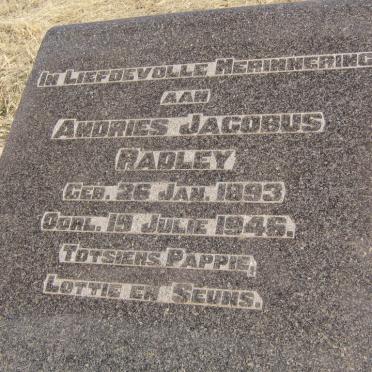 In Liefdevolle Herinnering
aan
Andries Jacobus
Radley
Geb. 26 Jan. 1893
Oorl. 15 Julie 1946.
Totsiens Pappie,
Lottie en Seuns.